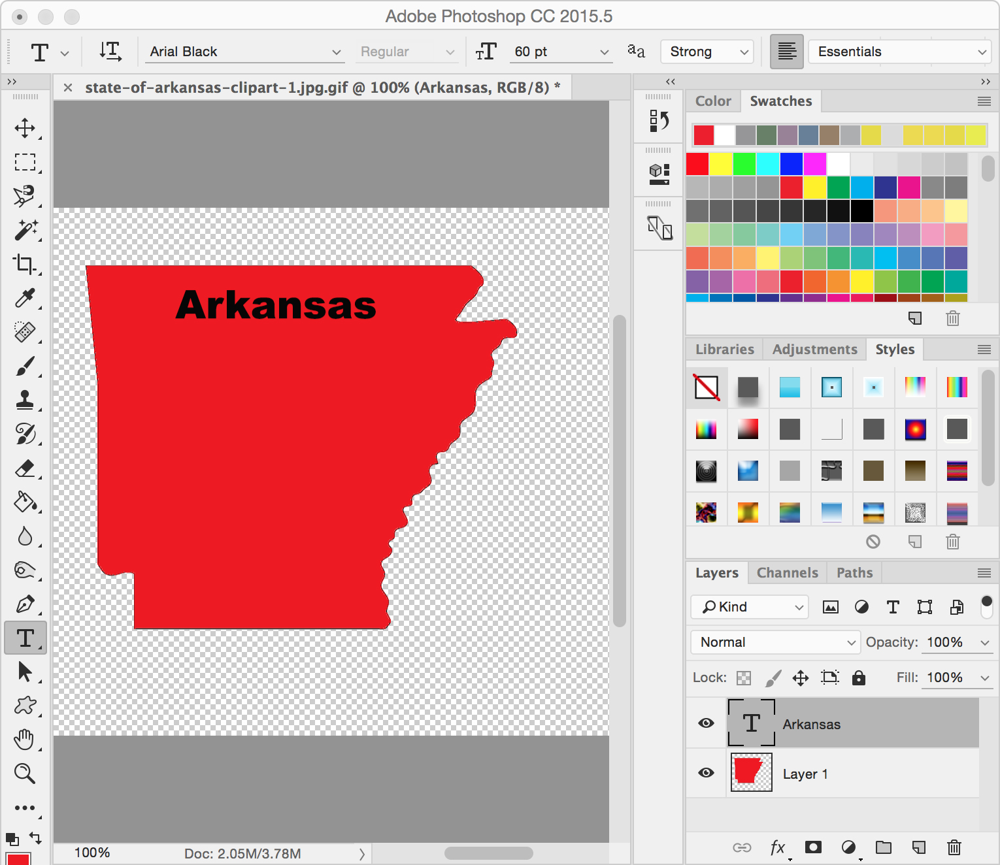 Adobe Photoshop CC 2015.5
Arial Black Regular 60 pt aa Strong Essentials
state-of-arkansas-clipart-1.jpg.gif @ 100% (Arkansas, RGB/8) *
Color Swatches
Arkansas
Libraries Adjustments Styles
Layers Channels Paths
Kind
Normal Opacity: 100%
Lock: Fill: 100%
Arkansas
Layer 1
100% Doc: 2.05M/3.78M
fx